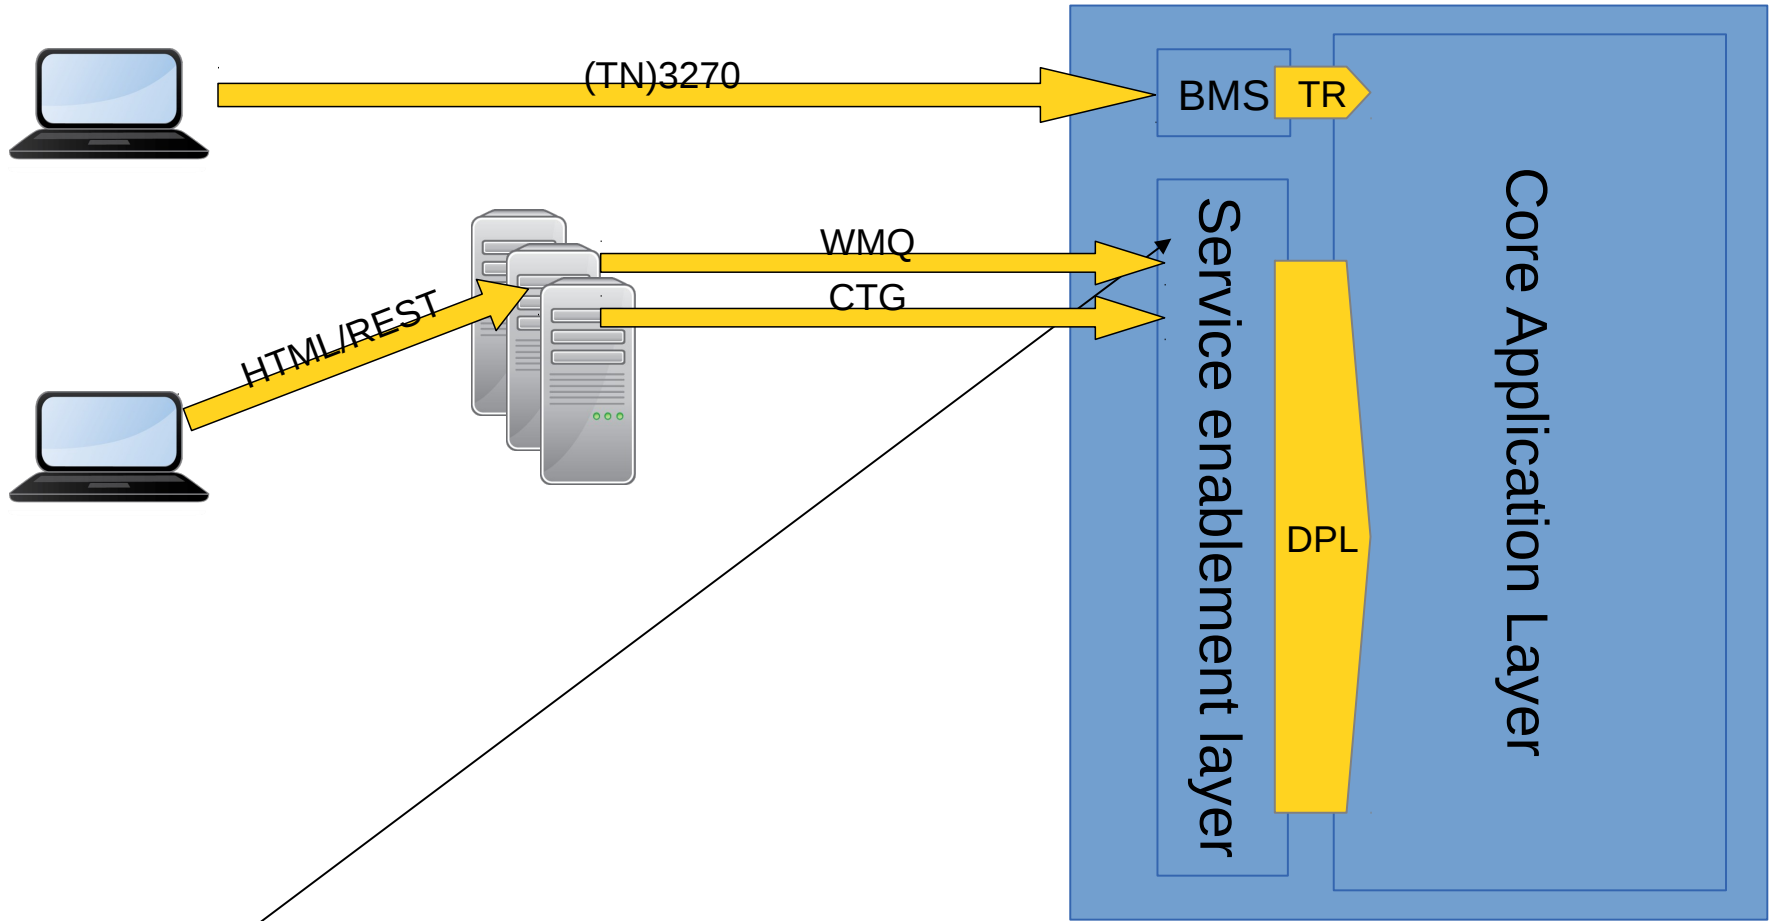 (TN)3270
BMS
TR
WMQ
CTG
HTML/REST
Service enablement layer
DPL
Core Application Layer